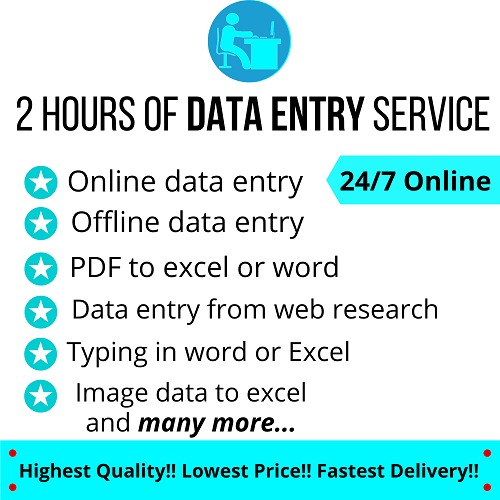 2 HOURS OF DATA ENTRY SERVICE
Online data entry
24/7 Online
Offline data entry
PDF to excel or word
Data entry from web research
Typing in word or Excel
Image data to excel
and many more...
Highest Quality!! Lowest Price!! Fastest Delivery!!